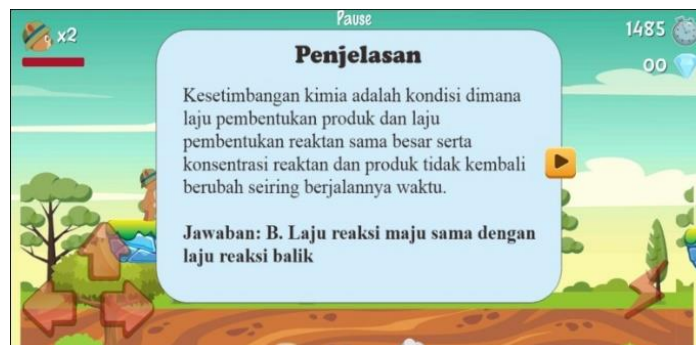 Pause
x2
1485
00
Penjelasan
Kesetimbangan kimia adalah kondisi dimana
laju pembentukan produk dan laju
pembentukan reaktan sama besar serta
konsentrasi reaktan dan produk tidak kembali
berubah seiring berjalannya waktu.
Jawaban: B. Laju reaksi maju sama dengan
laju reaksi balik